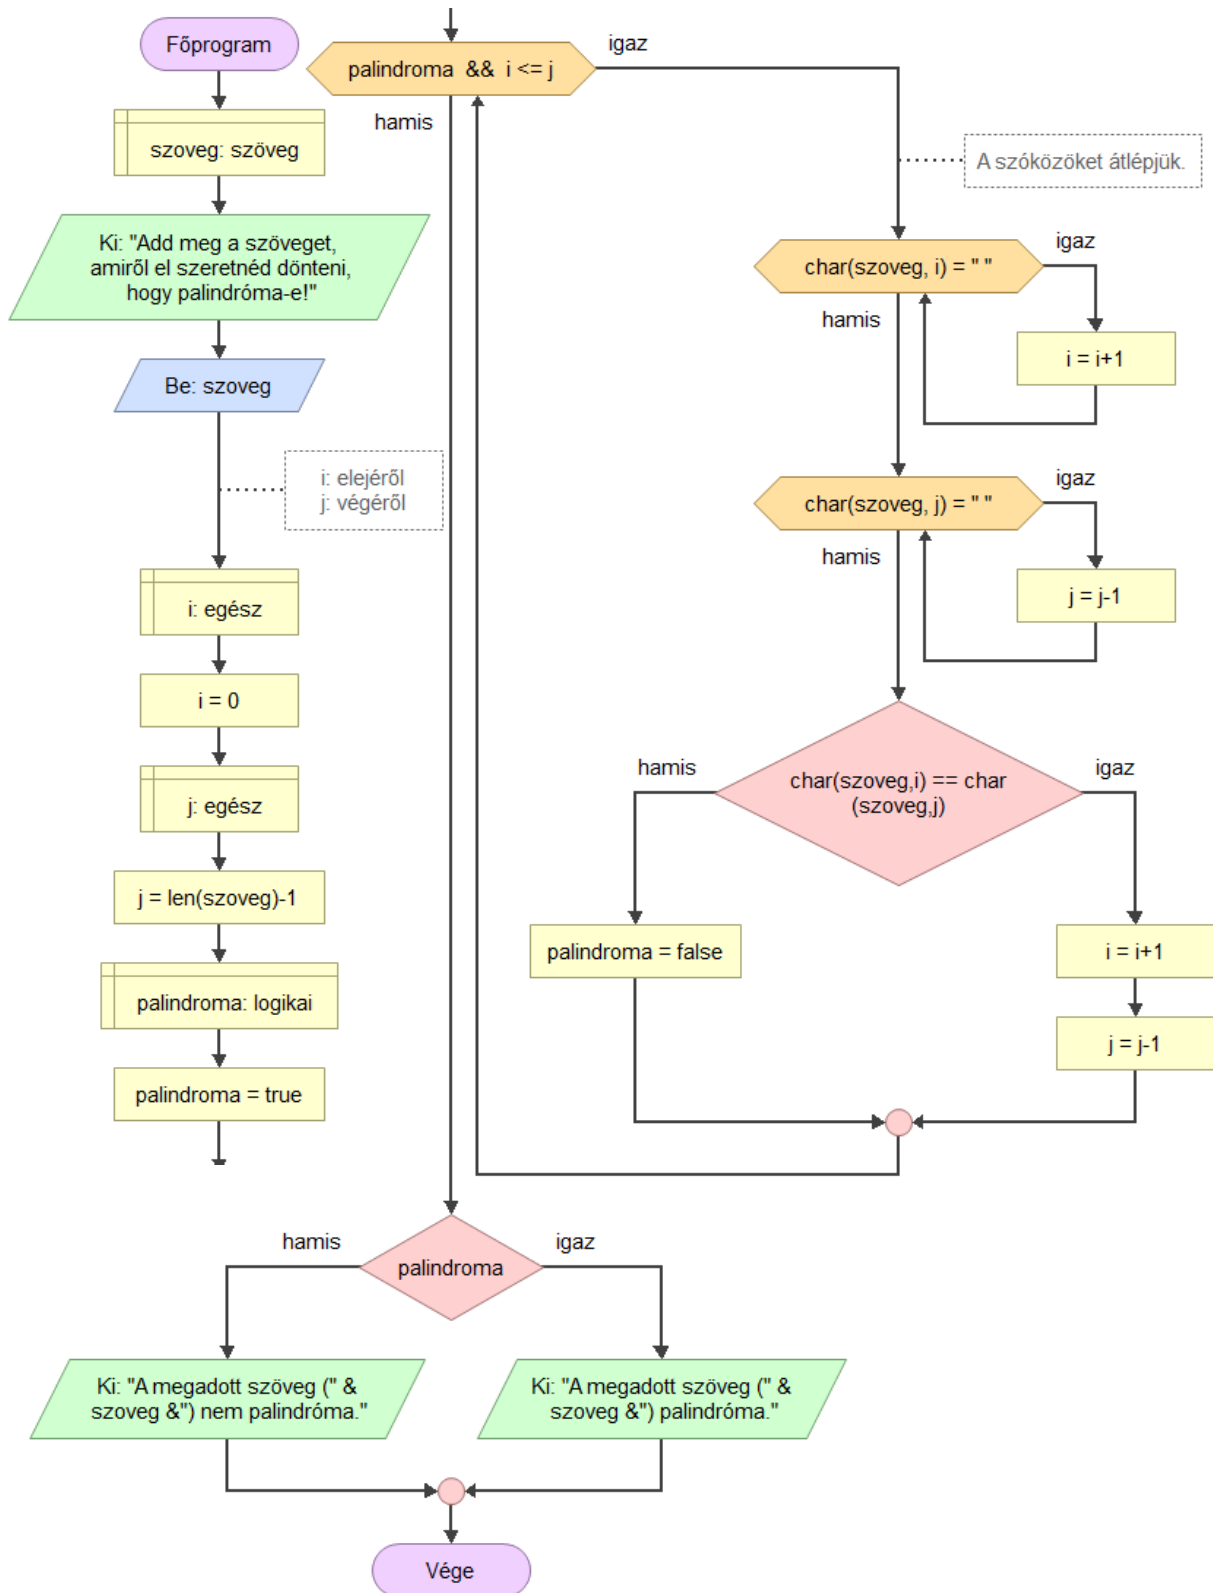 Főprogram
szoveg: szöveg
Ki: "Add meg a szöveget,
amiről el szeretnéd dönteni,
hogy palindróma-e!"
Be: szoveg
i: elejéről
j: végéről
i: egész
i = 0
j: egész
j = len(szoveg)-1
palindroma: logikai
palindroma = true
palindroma && i <= j
igaz
hamis
A szóközöket átlépjük.
char(szoveg, i) = " "
igaz
hamis
i = i+1
char(szoveg, j) = " "
igaz
hamis
j = j-1
char(szoveg,i) == char
(szoveg,j)
hamis
igaz
palindroma = false
i = i+1
j = j-1
palindroma
hamis
igaz
Ki: "A megadott szöveg (" &
szoveg &") nem palindróma."
Ki: "A megadott szöveg (" &
szoveg &") palindróma."
Vége